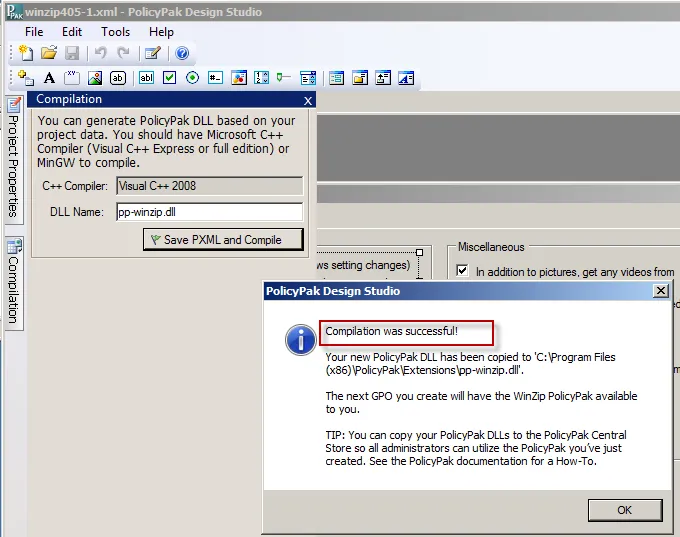 winzip405-1.xml - PolicyPak Design Studio
File Edit Tools Help
Compilation x
You can generate PolicyPak DLL based on your
project data. You should have Microsoft C++
Compiler (Visual C++ Express or full edition) or
MinGW to compile.
C++ Compiler: Visual C++ 2008
DLL Name: pp-winzip.dll
Save PXML and Compile
Project Properties
Compilation
ws setting changes)
Miscellaneous
In addition to pictures, get any videos from
PolicyPak Design Studio
Compilation was successful!
Your new PolicyPak DLL has been copied to 'C:\Program Files
(x86)\PolicyPak\Extensions\pp-winzip.dll'.
The next GPO you create will have the WinZip PolicyPak available
to you.
TIP: You can copy your PolicyPak DLLs to the PolicyPak Central
Store so all administrators can utilize the PolicyPak you've just
created. See the PolicyPak documentation for a How-To.
OK